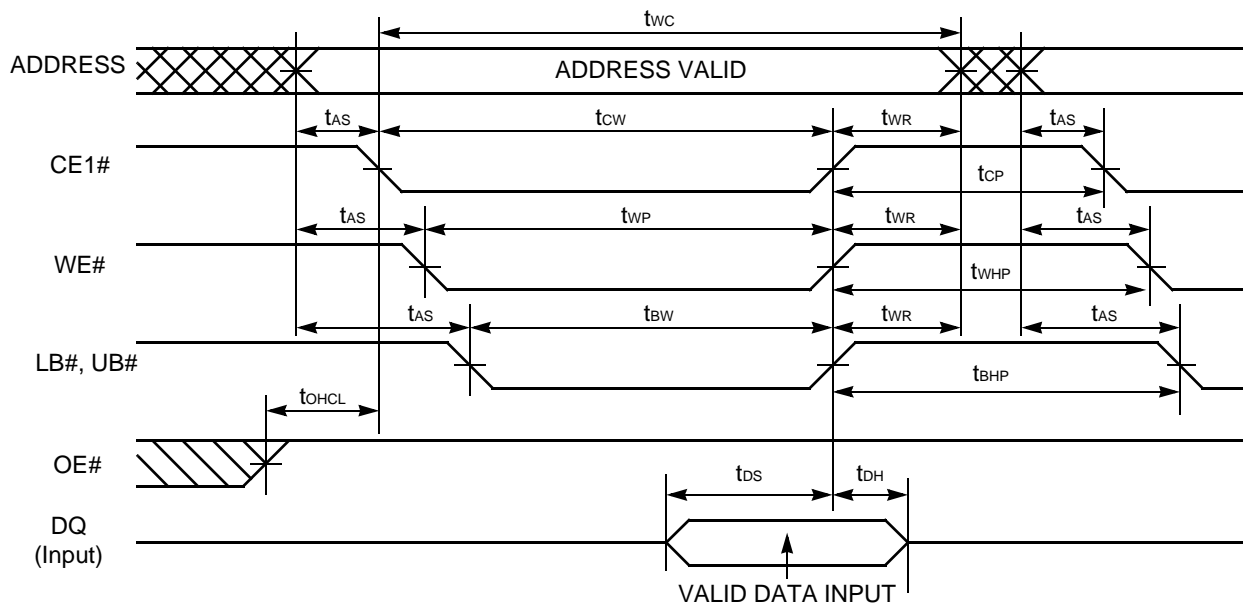 tWC
ADDRESS
ADDRESS VALID
tAS
tCW
tWR
tAS
CE1#
tCP
tAS
tWP
tWR
tAS
WE#
tWHP
tAS
tBW
tWR
tAS
LB#, UB#
tBHP
tOHCL
OE#
tDS
tDH
DQ
(Input)
VALID DATA INPUT